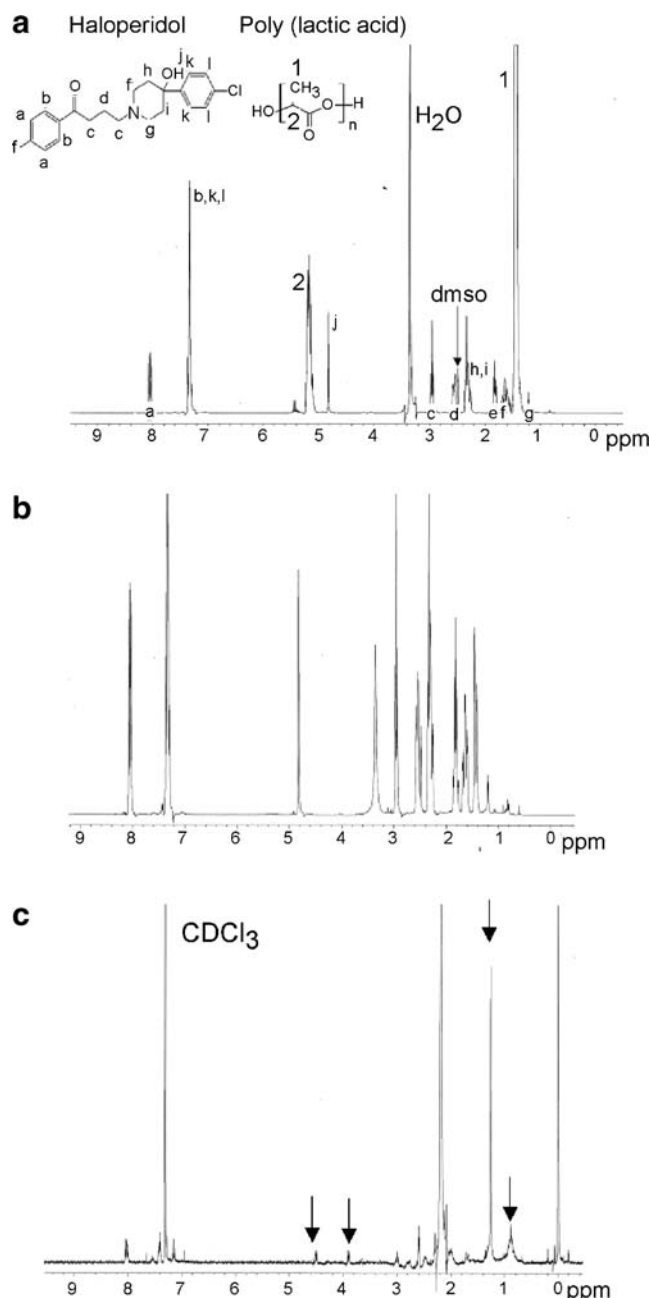 a Haloperidol Poly (lactic acid)
O b a f b a d c c N f h g i j OH k l k l Cl
1 CH3 HO 2 O O H n
H2O
1
b,k,l
2
j
dmso
h,i
a c d e f g
9 8 7 6 5 4 3 2 1 0 ppm
b
9 8 7 6 5 4 3 2 1 0 ppm
c
CDCl3
9 8 7 6 5 4 3 2 1 0 ppm